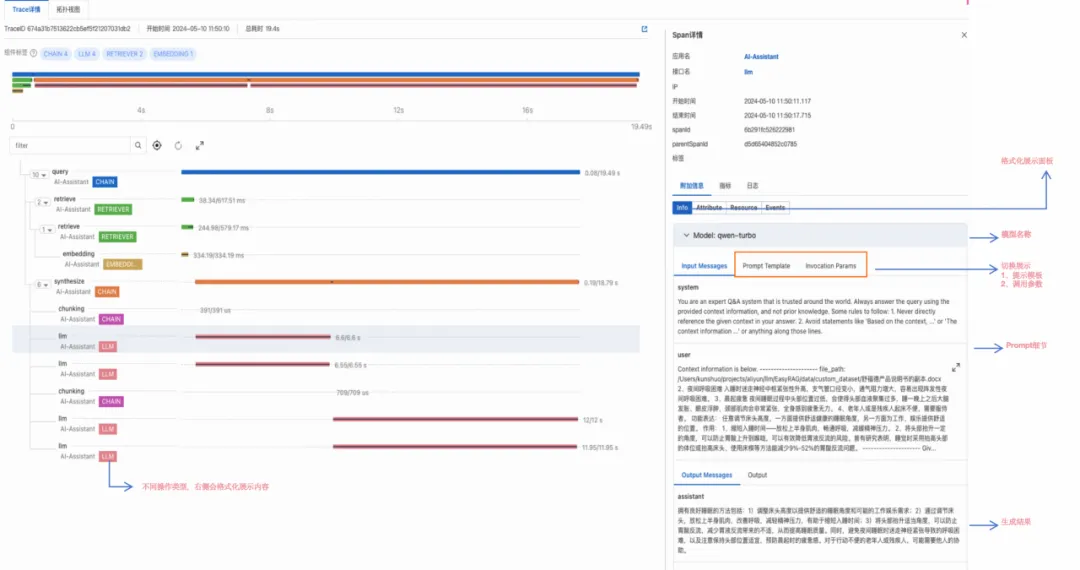 Trace详情 拓扑视图
TraceID 674a31b7513622cb5ef5f21207031db2 开始时间 2024-05-10 11:50:10 总耗时 19.4s
组件标签 CHAIN 4 LLM 4 RETRIEVER 2 EMBEDDING 1
4s 8s 12s 16s
0 19.49s
filter
10 query
AI-Assistant CHAIN
0.08/19.49 s
2 retrieve
AI-Assistant RETRIEVER
38.34/617.51 ms
1 retrieve
AI-Assistant RETRIEVER
244.98/579.17 ms
embedding
AI-Assistant EMBEDDI...
334.19/334.19 ms
6 synthesize
AI-Assistant CHAIN
0.19/18.79 s
chunking
AI-Assistant CHAIN
391/391 us
llm
AI-Assistant LLM
6.6/6.6 s
llm
AI-Assistant LLM
6.55/6.55 s
chunking
AI-Assistant CHAIN
709/709 us
llm
AI-Assistant LLM
12/12 s
llm
AI-Assistant LLM
11.95/11.95 s
不同操作类型，右侧会格式化展示内容
Span详情
应用名 AI-Assistant
接口名 llm
IP
开始时间 2024-05-10 11:50:11.117
结束时间 2024-05-10 11:50:17.715
spanId 6b291fc526222981
parentSpanId d5d65404852c0785
标签
附加信息 指标 日志
Info Attribute Resource Events
Model: qwen-turbo
Input Messages Prompt Template Invocation Params
system
You are an expert Q&A system that is trusted around the world. Always answer the query using the
provided context information, and not prior knowledge. Some rules to follow: 1. Never directly
reference the given context in your answer. 2. Avoid statements like 'Based on the context, ...' or 'The
context information ...' or anything along those lines.
user
Context information is below. --------------------- file_path:
/Users/kunshuo/projects/aliyun/llm/EasyRAG/data/custom_dataset/舒福德产品说明书的副本.docx
2、夜间呼吸困难 入睡时迷走神经中枢紧张性升高，支气管口径变小，通气阻力增大，容易出现阵发性夜
间呼吸困难。 3、晨起疲惫 夜间睡眠过程中头部位置过低，会使得头部血液聚集过多，睡一晚上之后大脑
发胀、眼皮浮肿，颈部肌肉会非常紧张，全身感到疲惫无力。 4、老年人或是残疾人起床不便，需要服侍
者。 功能表达： 任意调节床头高度，一方面提供舒适健康的睡眠角度，另一方面为工作、娱乐提供舒适
的位置。 作用： 1、缩短入睡时间——放松上半身肌肉，畅通呼吸，减缓精神压力。 2、将头部抬升一定
的角度，可以防止胃酸上升到喉咙，可以有效降低胃液反流的风险。曾有研究表明，睡觉时采用抬高头部
的体位或抬高床头、使用床楔等方法能减少9%-52%的胃酸反流问题。 --------------------- Giv...
Output Messages Output
assistant
拥有良好睡眠的方法包括： 1）调整床头高度以提供舒适的睡眠角度和可能的工作娱乐需求； 2）通过调节床
头，放松上半身肌肉，改善呼吸，减轻精神压力，有助于缩短入睡时间； 3）将头部抬升适当角度，可以防止
胃酸反流，减少胃液反流带来的不适，从而提高睡眠质量。同时，避免夜间睡眠时迷走神经紧张导致的呼吸困
难，以及注意保持头部位置适宜，预防晨起时的疲惫感。对于行动不便的老年人或残疾人，可能需要他人的协
助。
格式化展示面板
模型名称
切换展示
1、提示模板
2、调用参数
Prompt细节
生成结果